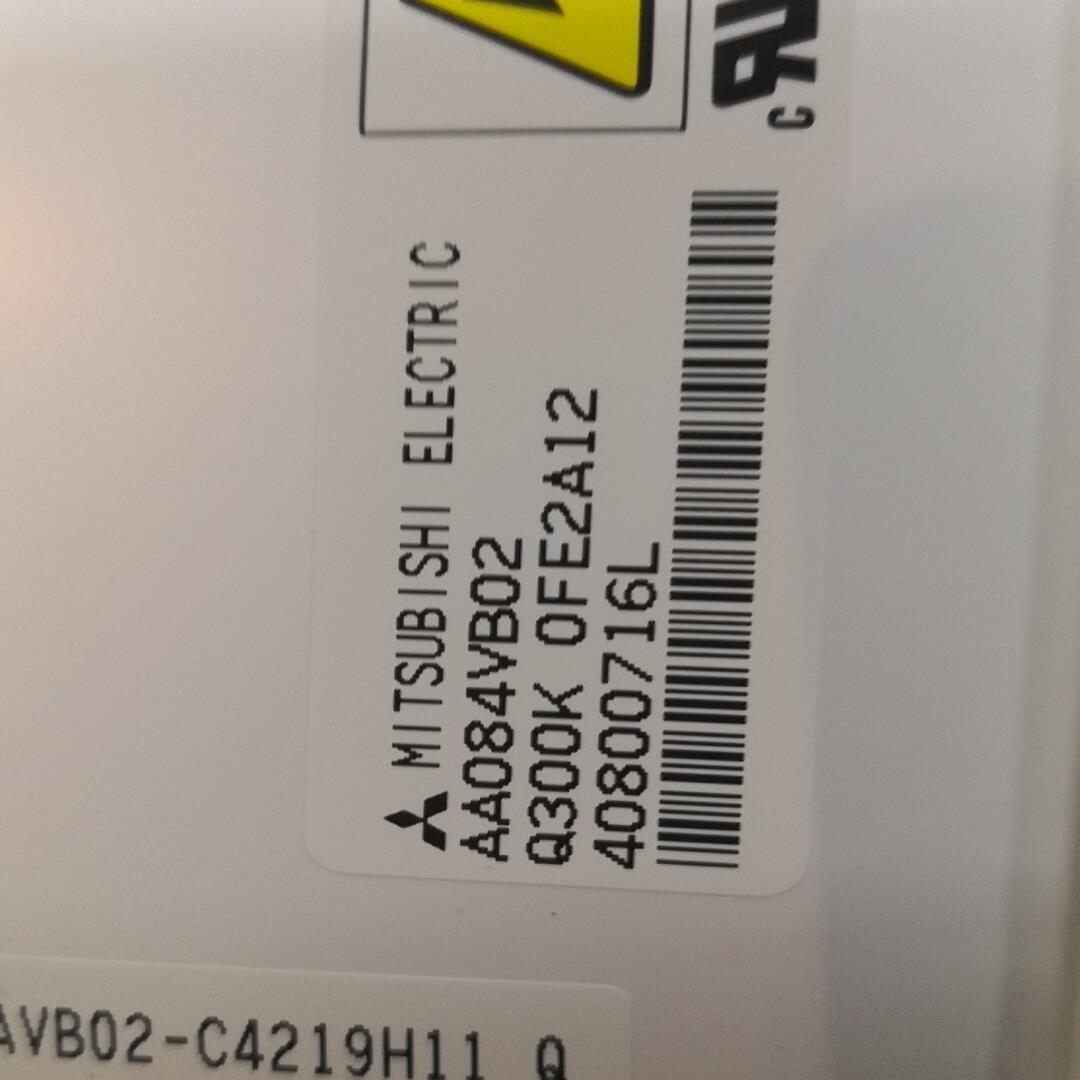 MITSUBISHI ELECTRIC
AA084VB02
Q300K 0FE2A12
40800716L
AVB02-C4219H11 Q